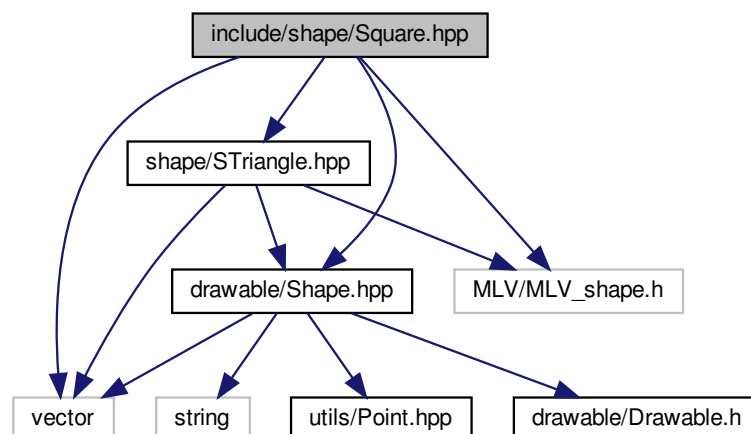 include/shape/Square.hpp
shape/STriangle.hpp
drawable/Shape.hpp
MLV/MLV_shape.h
vector
string
utils/Point.hpp
drawable/Drawable.h